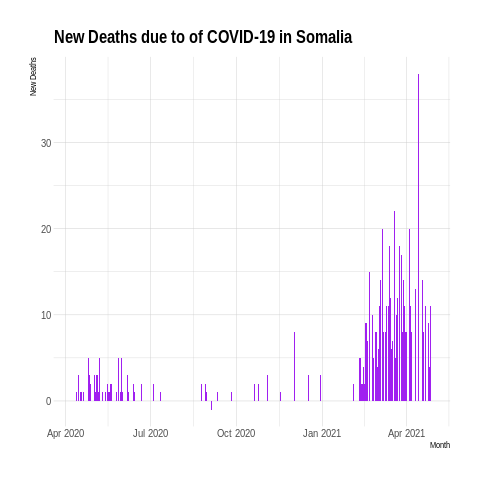 New Deaths due to of COVID-19 in Somalia
New Deaths
30
20
10
0
Apr 2020 Jul 2020 Oct 2020 Jan 2021 Apr 2021
Month